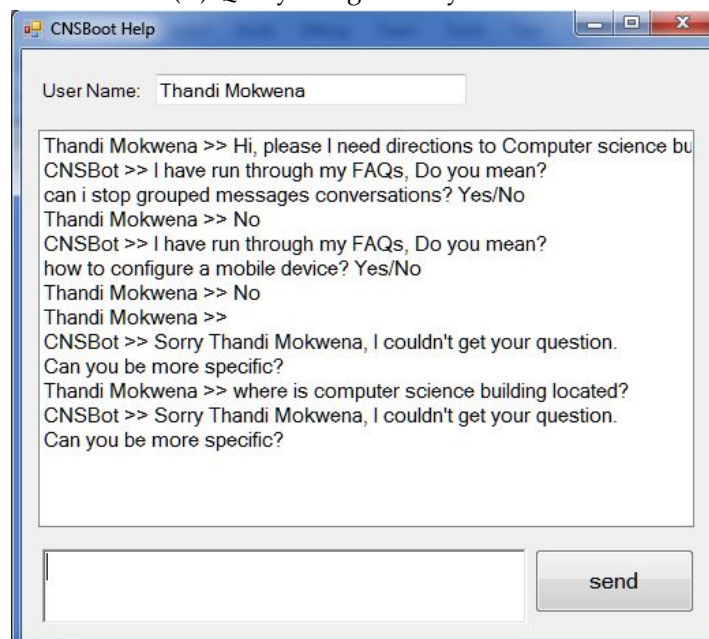 CNSBoot Help
User Name: Thandi Mokwena
Thandi Mokwena >> Hi, please I need directions to Computer science bu
CNSBot >> I have run through my FAQs, Do you mean?
can i stop grouped messages conversations? Yes/No
Thandi Mokwena >> No
CNSBot >> I have run through my FAQs, Do you mean?
how to configure a mobile device? Yes/No
Thandi Mokwena >> No
Thandi Mokwena >>
CNSBot >> Sorry Thandi Mokwena, I couldn't get your question.
Can you be more specific?
Thandi Mokwena >> where is computer science building located?
CNSBot >> Sorry Thandi Mokwena, I couldn't get your question.
Can you be more specific?
send